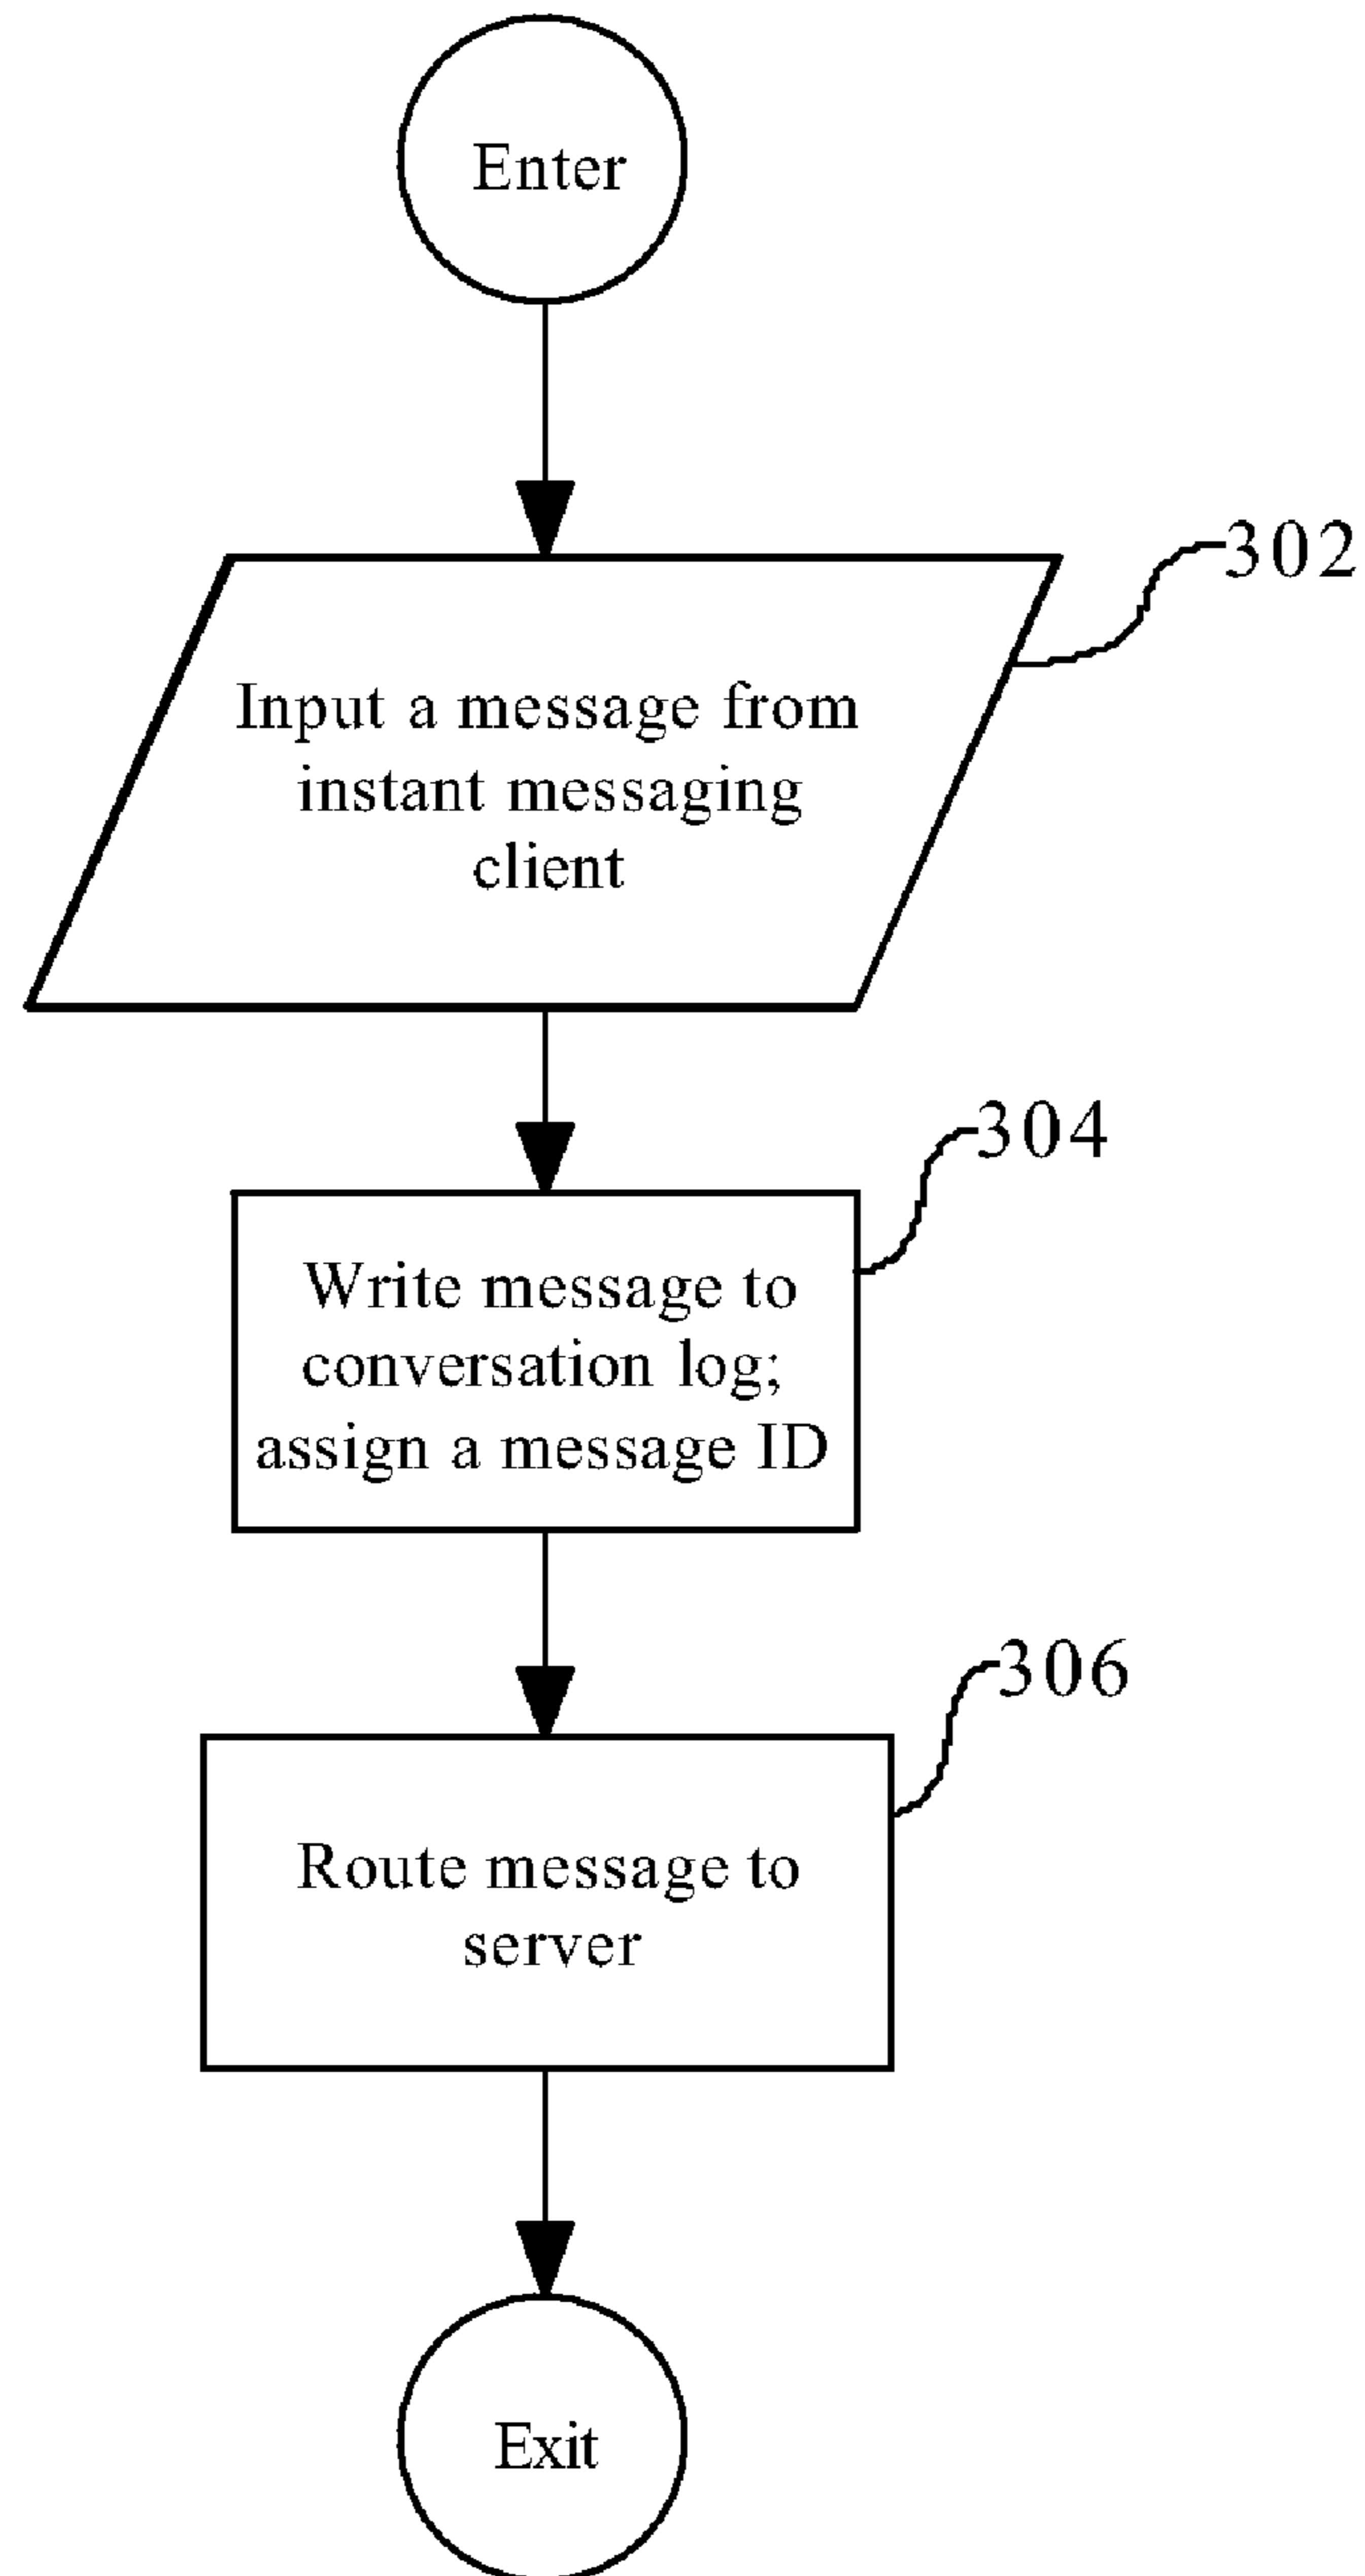 Enter
302
Input a message from
instant messaging
client
304
Write message to
conversation log;
assign a message ID
306
Route message to
server
Exit